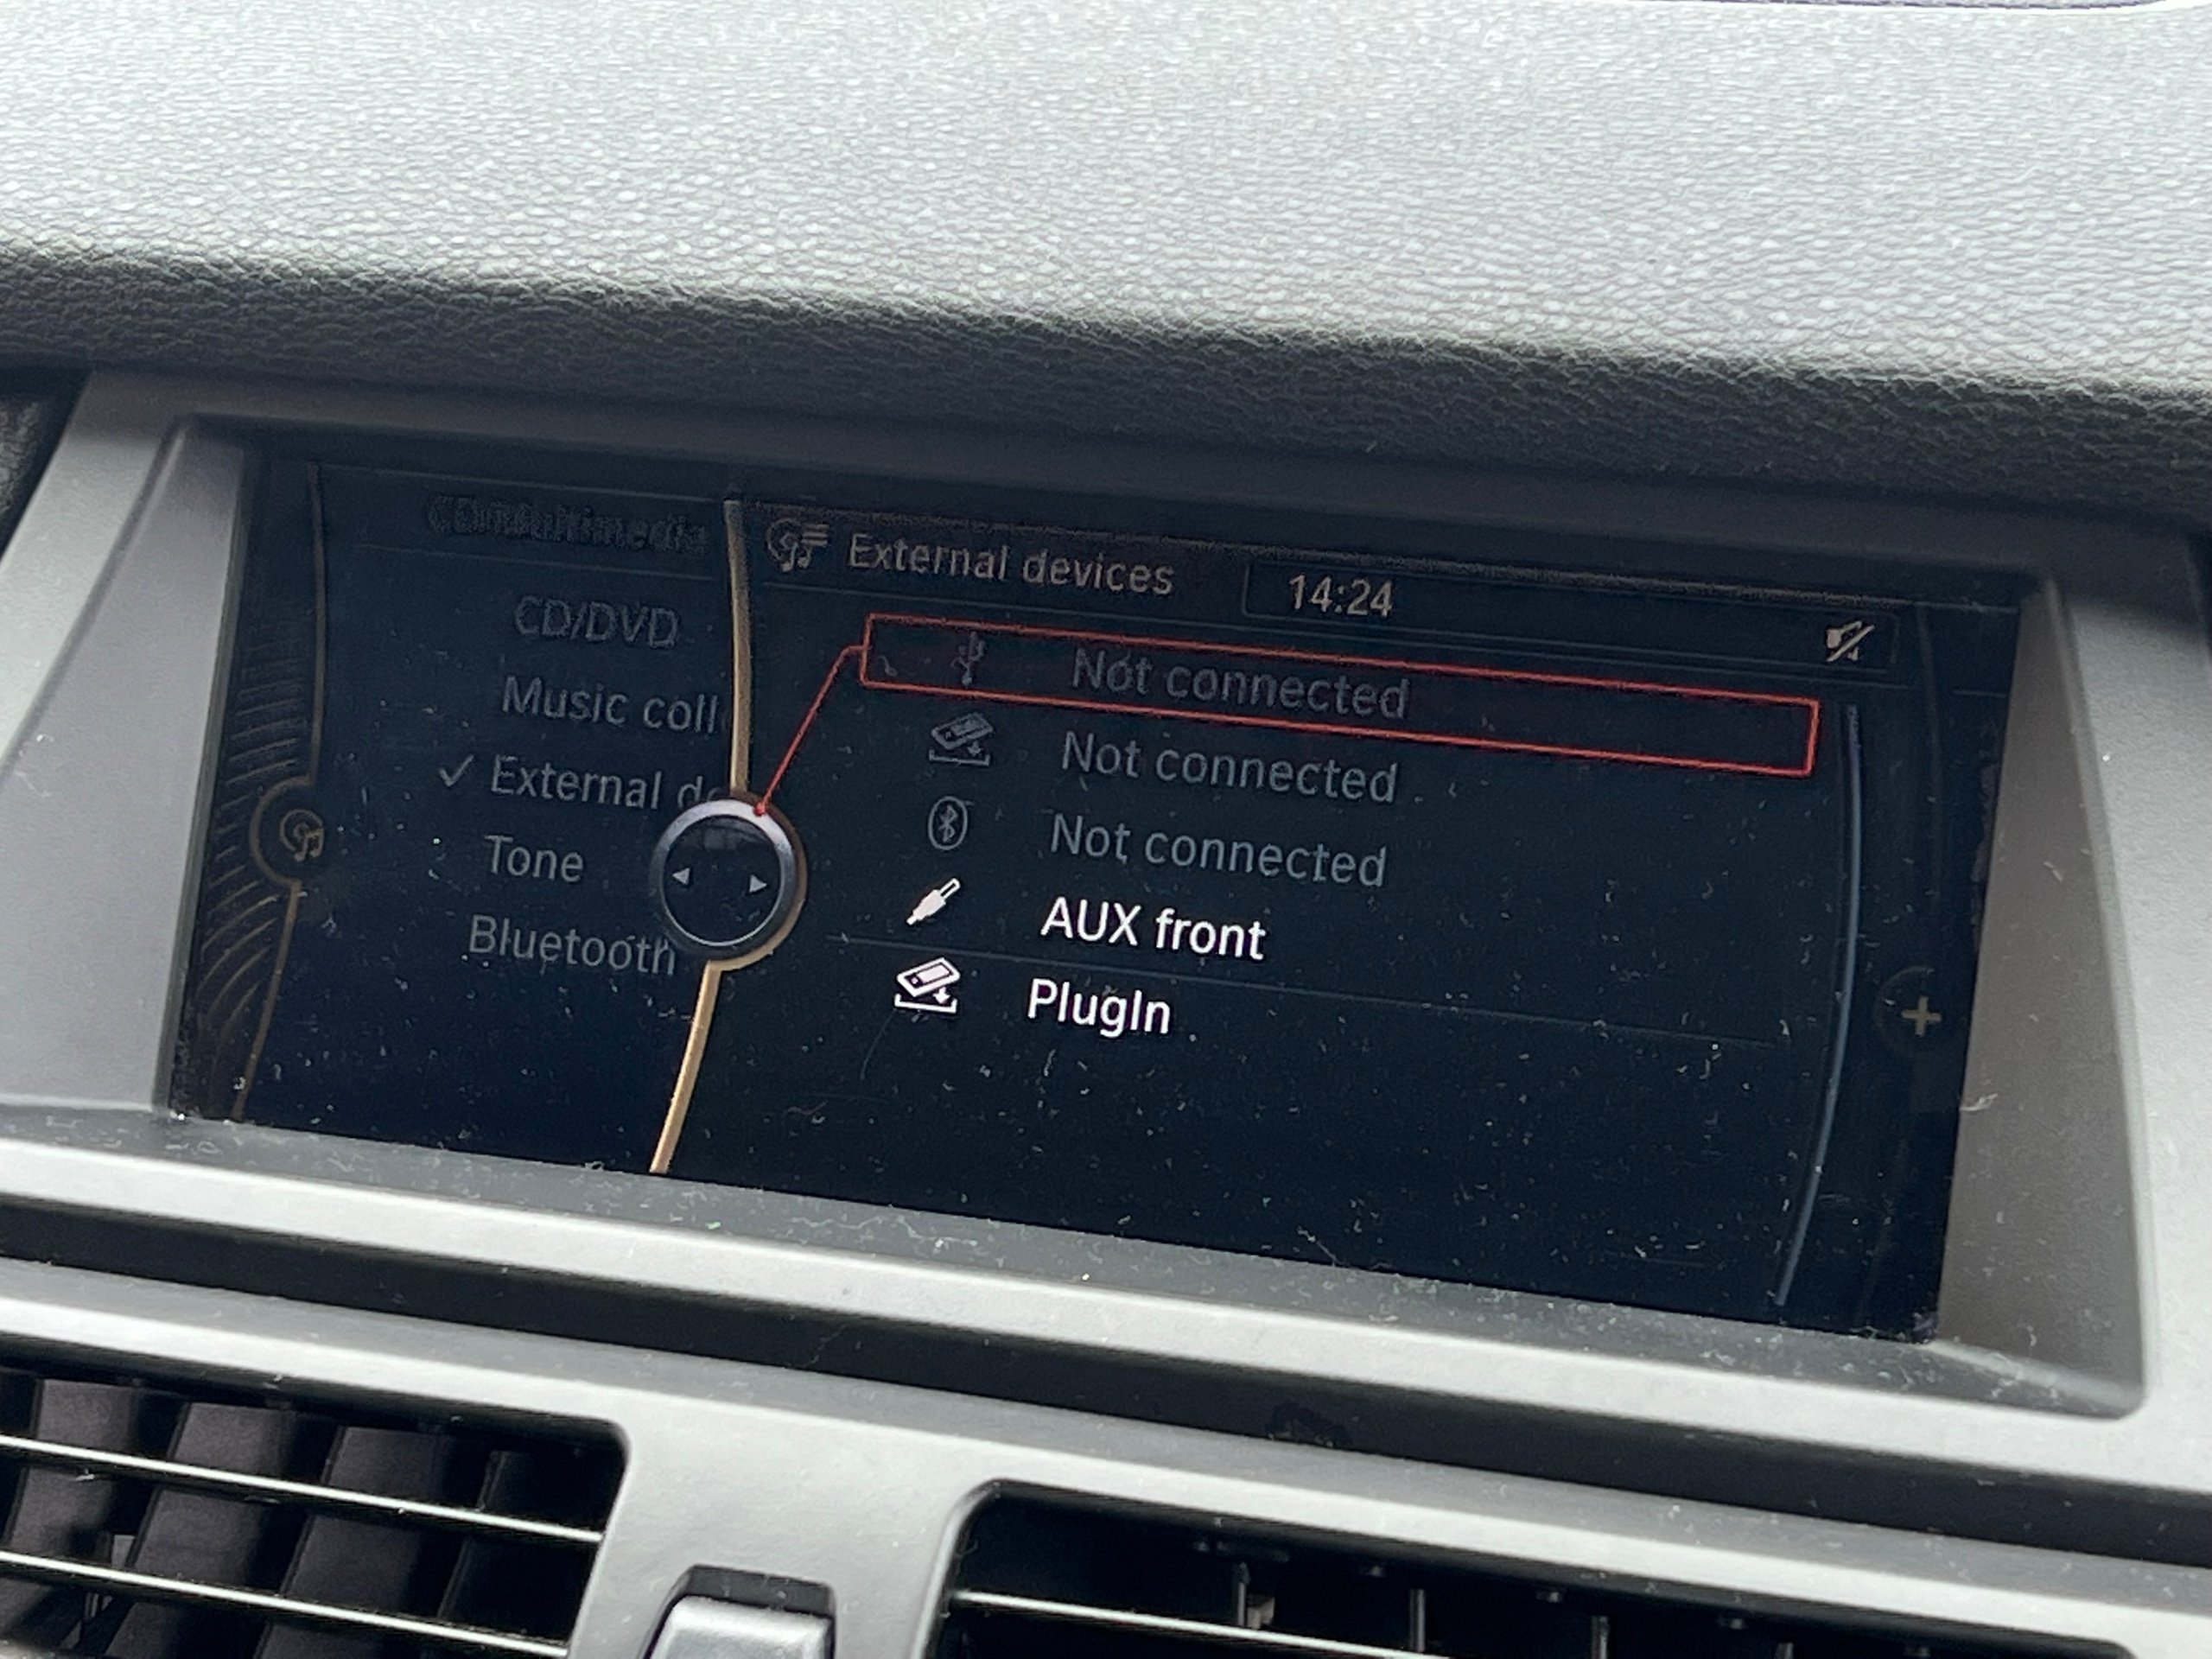 CD/Multimedia
CD/DVD
Music coll
External de
Tone
Bluetooth
External devices
14:24
Not connected
Not connected
Not connected
AUX front
PlugIn